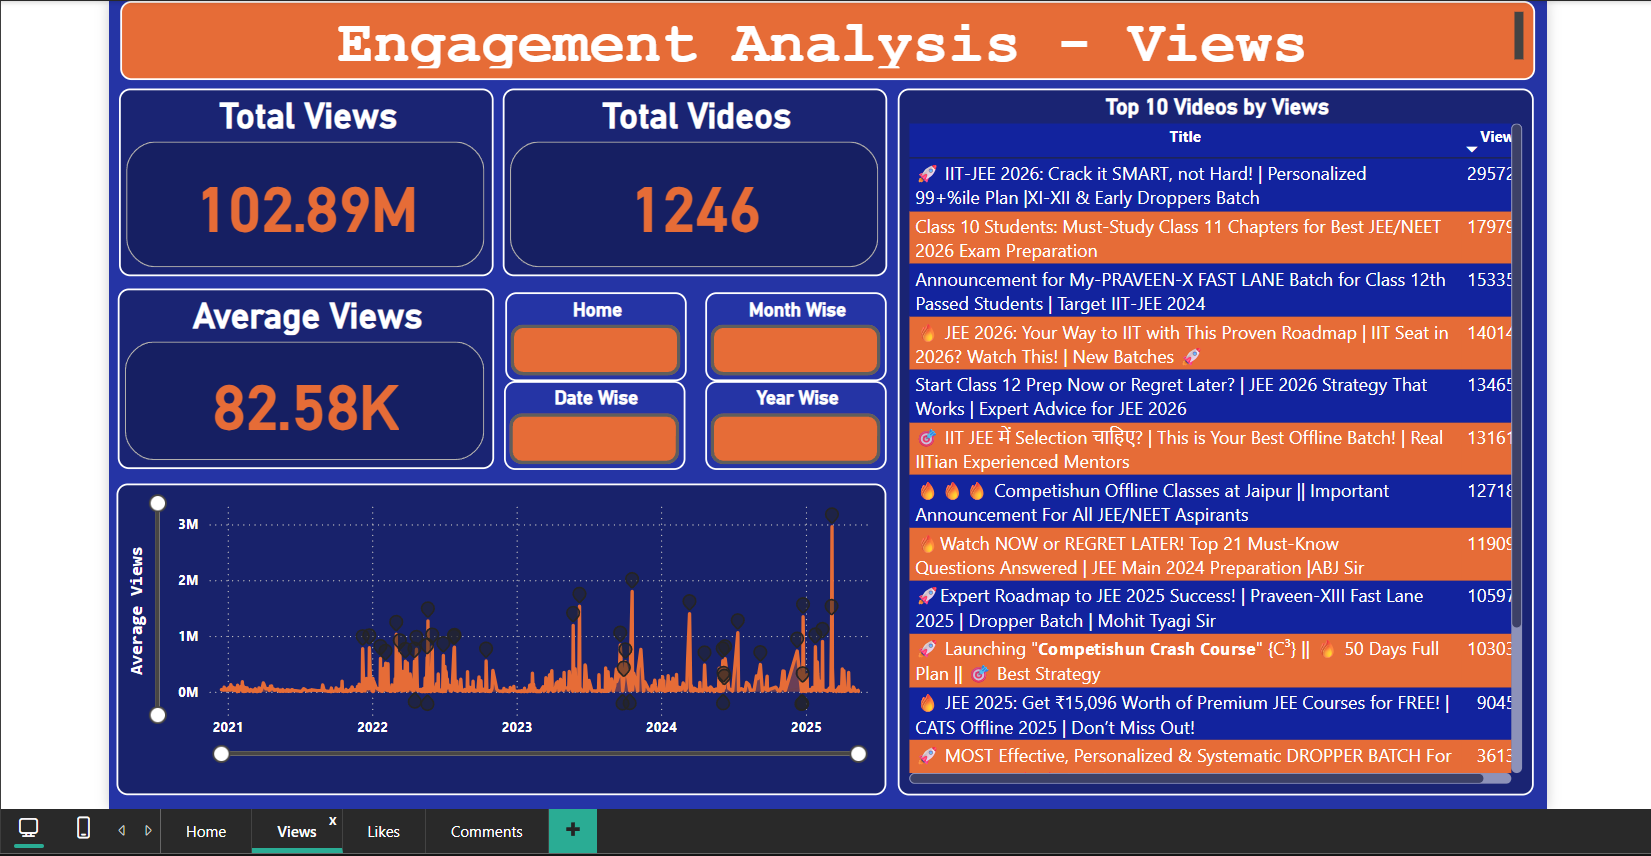 Engagement Analysis - Views
Total Views
102.89M
Total Videos
1246
Average Views
82.58K
Home
Month Wise
Date Wise
Year Wise
Average Views
3M
2M
1M
0M
2021 2022 2023 2024 2025
Top 10 Videos by Views
Title View
🚀 IIT-JEE 2026: Crack it SMART, not Hard! | Personalized 29572
99+%ile Plan |XI-XII & Early Droppers Batch
Class 10 Students: Must-Study Class 11 Chapters for Best JEE/NEET 17979
2026 Exam Preparation
Announcement for My-PRAVEEN-X FAST LANE Batch for Class 12th 15335
Passed Students | Target IIT-JEE 2024
🔥 JEE 2026: Your Way to IIT with This Proven Roadmap | IIT Seat in 14014
2026? Watch This! | New Batches 🚀
Start Class 12 Prep Now or Regret Later? | JEE 2026 Strategy That 13465
Works | Expert Advice for JEE 2026
🎯 IIT JEE में Selection चाहिए? | This is Your Best Offline Batch! | Real 13161
IITian Experienced Mentors
🔥 🔥 🔥 Competishun Offline Classes at Jaipur || Important 12718
Announcement For All JEE/NEET Aspirants
🔥Watch NOW or REGRET LATER! Top 21 Must-Know 11909
Questions Answered | JEE Main 2024 Preparation |ABJ Sir
🚀Expert Roadmap to JEE 2025 Success! | Praveen-XIII Fast Lane 10597
2025 | Dropper Batch | Mohit Tyagi Sir
🚀 Launching "Competishun Crash Course" {C³} || 🔥 50 Days Full 10303
Plan || 🎯 Best Strategy
🔥 JEE 2025: Get ₹15,096 Worth of Premium JEE Courses for FREE! | 9045
CATS Offline 2025 | Don't Miss Out!
🚀 MOST Effective, Personalized & Systematic DROPPER BATCH For 3613
Home Views x Likes Comments +